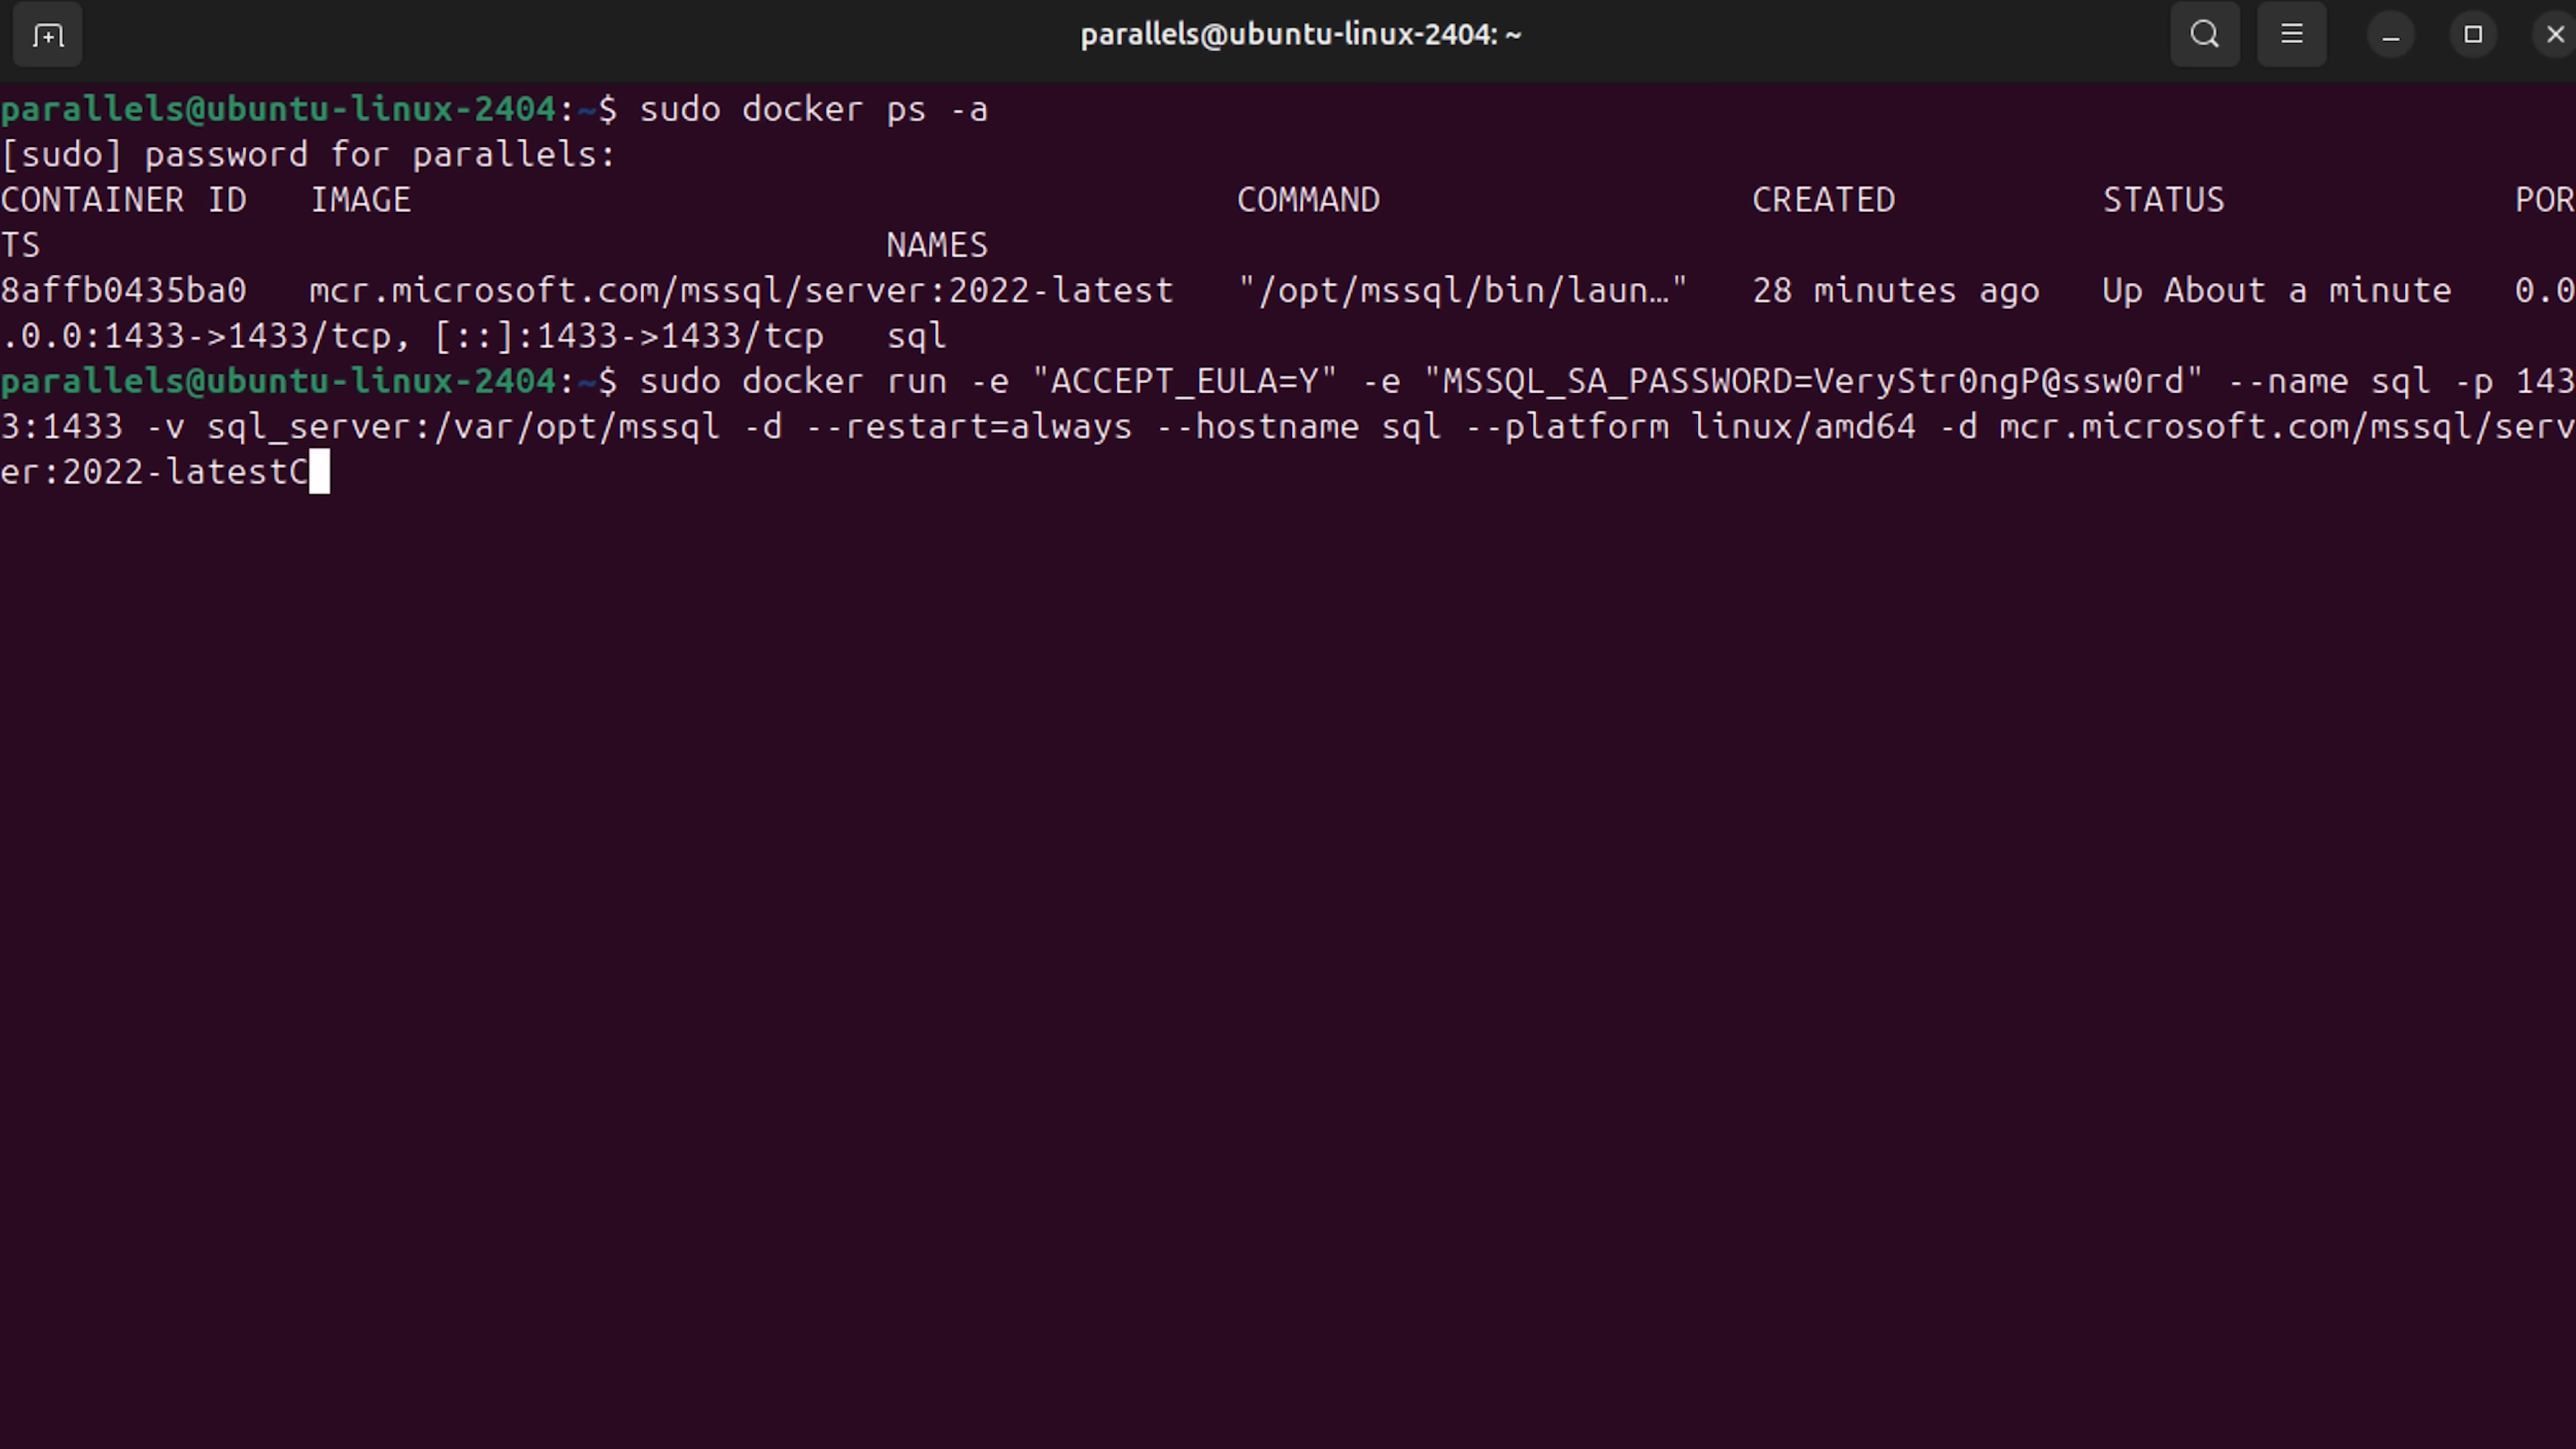 parallels@ubuntu-linux-2404: ~
parallels@ubuntu-linux-2404:~$ sudo docker ps -a
[sudo] password for parallels:
CONTAINER ID   IMAGE                                        COMMAND                  CREATED          STATUS              POR
TS                                         NAMES
8affb0435ba0   mcr.microsoft.com/mssql/server:2022-latest   "/opt/mssql/bin/laun…"   28 minutes ago   Up About a minute   0.0
.0.0:1433->1433/tcp, [::]:1433->1433/tcp   sql
parallels@ubuntu-linux-2404:~$ sudo docker run -e "ACCEPT_EULA=Y" -e "MSSQL_SA_PASSWORD=VeryStr0ngP@ssw0rd" --name sql -p 143
3:1433 -v sql_server:/var/opt/mssql -d --restart=always --hostname sql --platform linux/amd64 -d mcr.microsoft.com/mssql/serv
er:2022-latestC